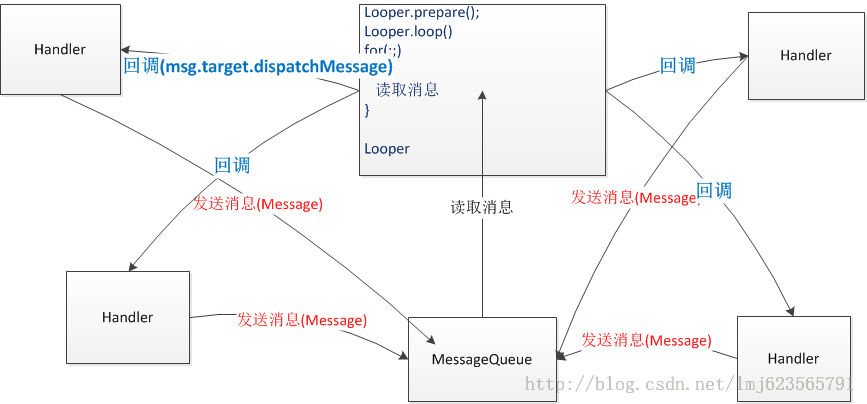 Handler
Looper.prepare();
Looper.loop()
for(;;)
回调(msg.target.dispatchMessage)
读取消息
}
Looper
回调
Handler
回调
发送消息(Message)
读取消息
发送消息(Message
回调
Handler
发送消息(Message)
MessageQueue
发送消息(Message)
Handler
http://blog.csdn.net/lmj623565791